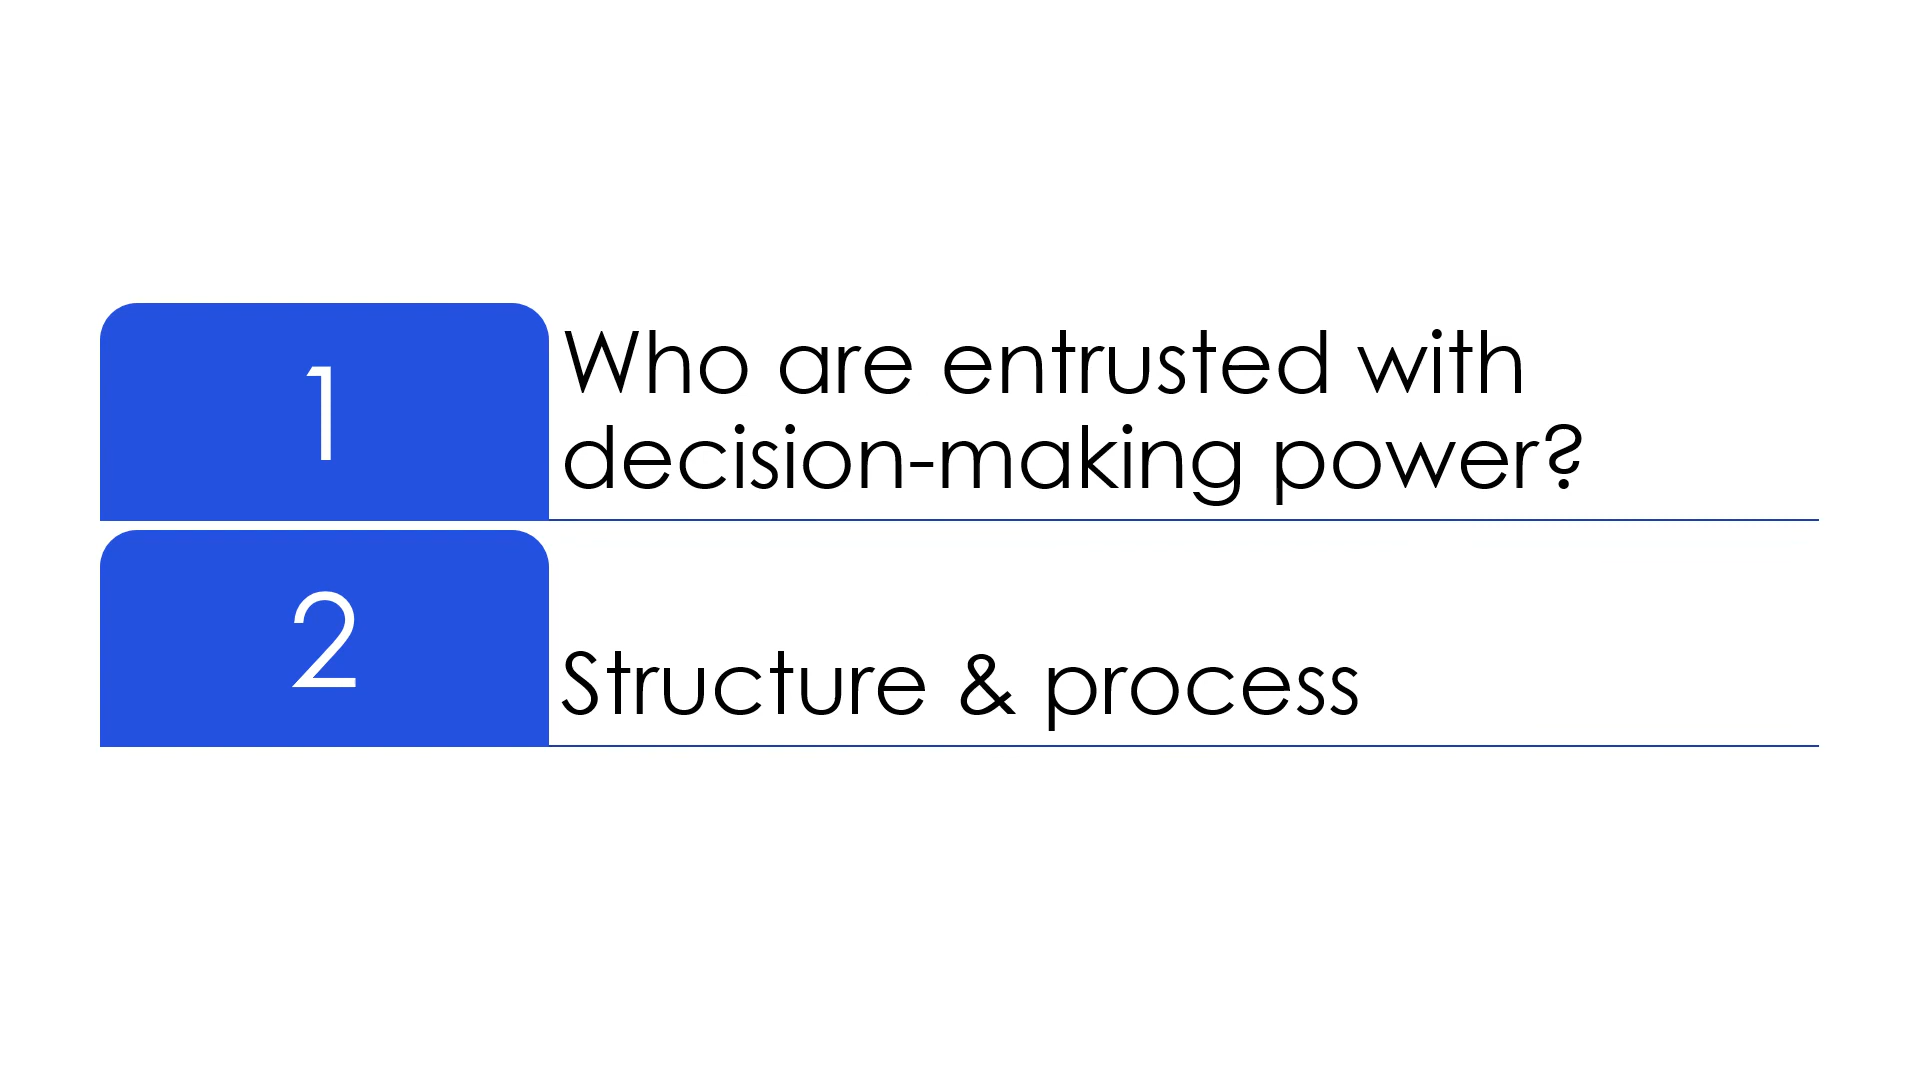 1
Who are entrusted with
decision-making power?
2
Structure & process